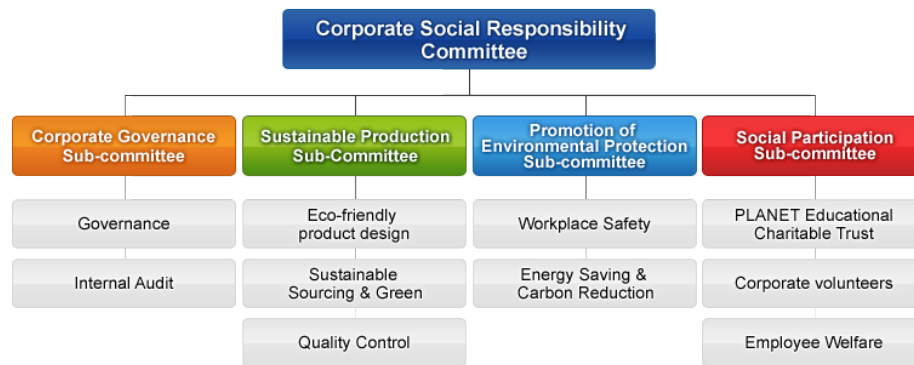 Corporate Social Responsibility
Committee
Corporate Governance
Sub-committee
Sustainable Production
Sub-Committee
Promotion of
Environmental Protection
Sub-committee
Social Participation
Sub-committee
Governance
Internal Audit
Eco-friendly
product design
Sustainable
Sourcing & Green
Quality Control
Workplace Safety
Energy Saving &
Carbon Reduction
PLANET Educational
Charitable Trust
Corporate volunteers
Employee Welfare